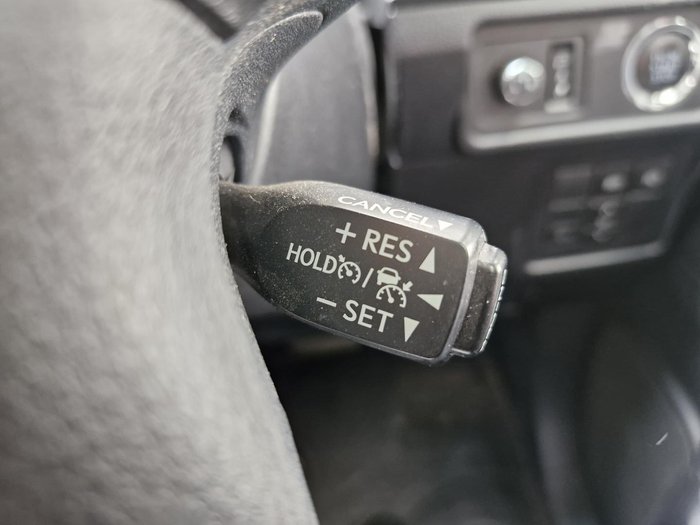 CANCEL▼
+ RES ▲
HOLD / ◀
− SET ▼